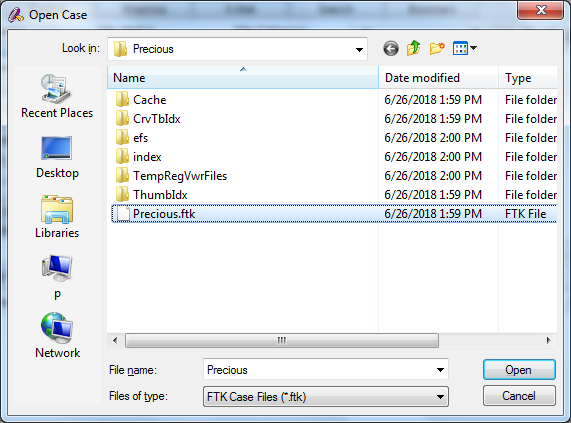 Open Case
Look in: Precious
Name Date modified Type
Cache 6/26/2018 1:59 PM File folder
CrvTbIdx 6/26/2018 1:59 PM File folder
efs 6/26/2018 2:00 PM File folder
index 6/26/2018 2:00 PM File folder
TempRegVwrFiles 6/26/2018 2:00 PM File folder
ThumbIdx 6/26/2018 1:59 PM File folder
Precious.ftk 6/26/2018 1:59 PM FTK File
Recent Places
Desktop
Libraries
p
Network
File name: Precious Open
Files of type: FTK Case Files (*.ftk) Cancel